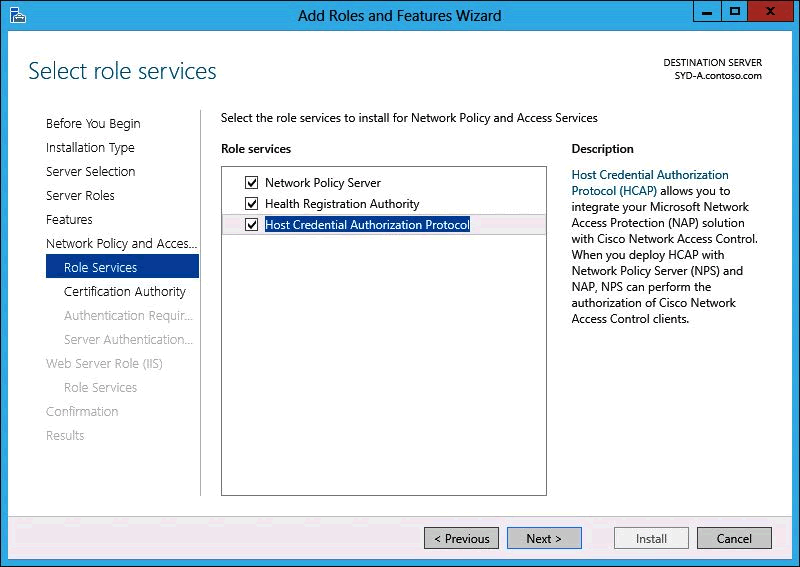 Add Roles and Features Wizard
Select role services
DESTINATION SERVER
SYD-A.contoso.com
Before You Begin
Installation Type
Server Selection
Server Roles
Features
Network Policy and Acces...
Role Services
Certification Authority
Authentication Requir...
Server Authentication...
Web Server Role (IIS)
Role Services
Confirmation
Results
Select the role services to install for Network Policy and Access Services
Role services
Network Policy Server
Health Registration Authority
Host Credential Authorization Protocol
Description
Host Credential Authorization
Protocol (HCAP) allows you to
integrate your Microsoft Network
Access Protection (NAP) solution
with Cisco Network Access Control.
When you deploy HCAP with
Network Policy Server (NPS) and
NAP, NPS can perform the
authorization of Cisco Network
Access Control clients.
< Previous
Next >
Install
Cancel